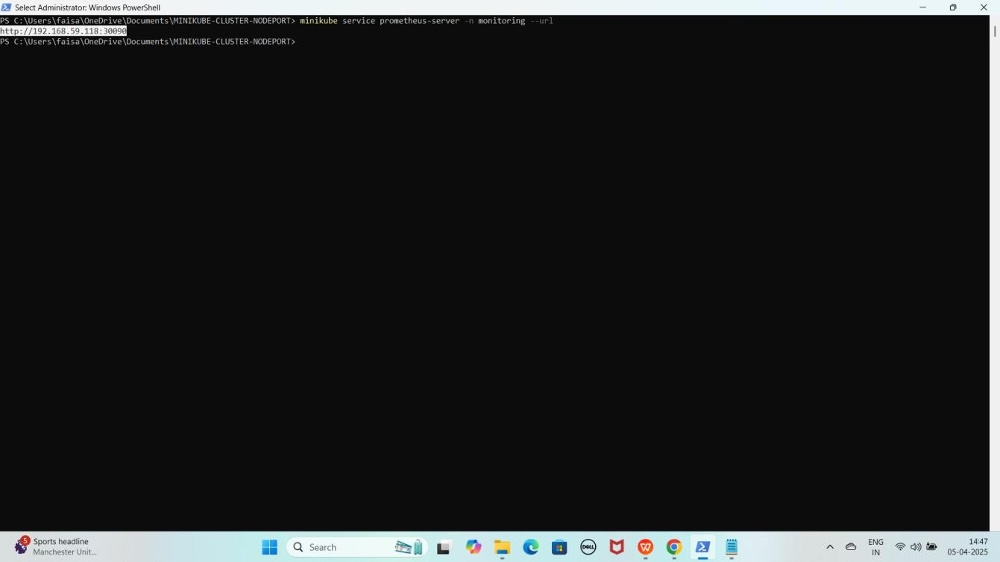 Select Administrator: Windows PowerShell
PS C:\Users\faisa\OneDrive\Documents\MINIKUBE-CLUSTER-NODEPORT> minikube service prometheus-server -n monitoring --url
http://192.168.59.118:30090
PS C:\Users\faisa\OneDrive\Documents\MINIKUBE-CLUSTER-NODEPORT>
5
Sports headline
Manchester Unit...
Search
DELL
W
ENG
IN
14:47
05-04-2025